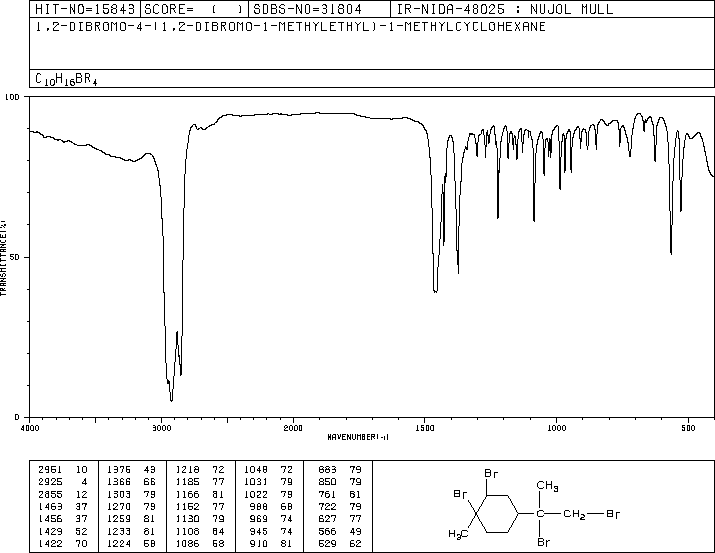 HIT-NO=15843 SCORE= ( ) SDBS-NO=31804 IR-NIDA-48025 : NUJOL MULL
1,2-DIBROMO-4-(1,2-DIBROMO-1-METHYLETHYL)-1-METHYLCYCLOHEXANE
C10H16BR4
100
50
0
TRANSMITTANCE(%)
4000 3000 2000 1500 1000 500
WAVENUMBER(-1)
2951 10 1376 43 1218 72 1048 72 883 79
2925 4 1366 66 1185 77 1031 79 850 79
2855 12 1303 79 1166 81 1022 79 761 81
1463 37 1270 79 1152 77 988 68 722 79
1456 37 1259 81 1130 79 969 74 627 77
1429 52 1233 81 1108 84 945 74 566 49
1422 70 1224 58 1086 58 910 81 529 62
Br
Br
CH3
CH2 Br
H3C
Br